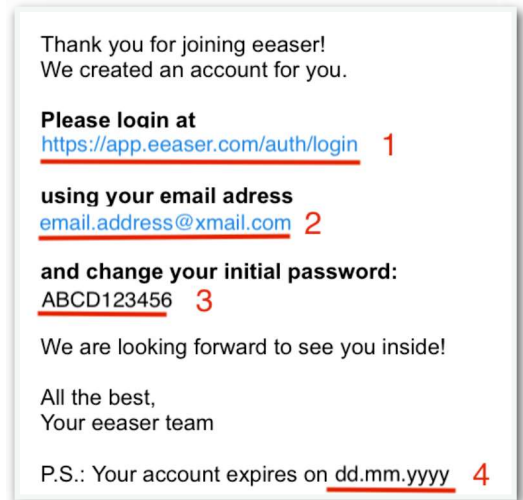 Thank you for joining eeaser!
We created an account for you.
Please login at
https://app.eeaser.com/auth/login 1
using your email adress
email.address@xmail.com 2
and change your initial password:
ABCD123456 3
We are looking forward to see you inside!
All the best,
Your eeaser team
P.S.: Your account expires on dd.mm.yyyy 4